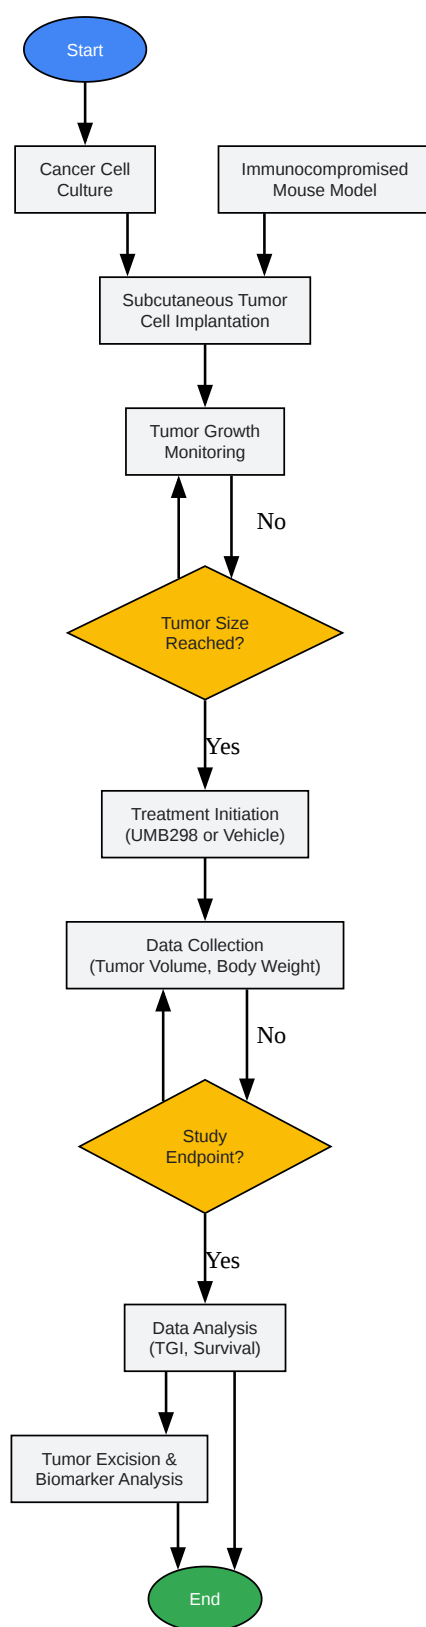 Start
Cancer Cell
Culture
Immunocompromised
Mouse Model
Subcutaneous Tumor
Cell Implantation
Tumor Growth
Monitoring
No
Tumor Size
Reached?
Yes
Treatment Initiation
(UMB298 or Vehicle)
Data Collection
(Tumor Volume, Body Weight)
No
Study
Endpoint?
Yes
Data Analysis
(TGI, Survival)
Tumor Excision &
Biomarker Analysis
End